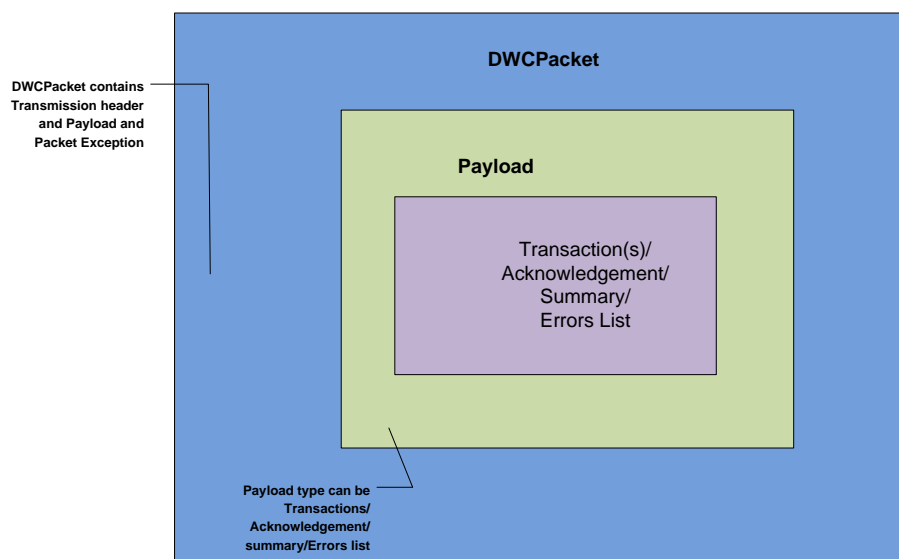 DWCPacket
DWCPacket contains
Transmission header
and Payload and
Packet Exception
Payload
Transaction(s)/
Acknowledgement/
Summary/
Errors List
Payload type can be
Transactions/
Acknowledgement/
summary/Errors list